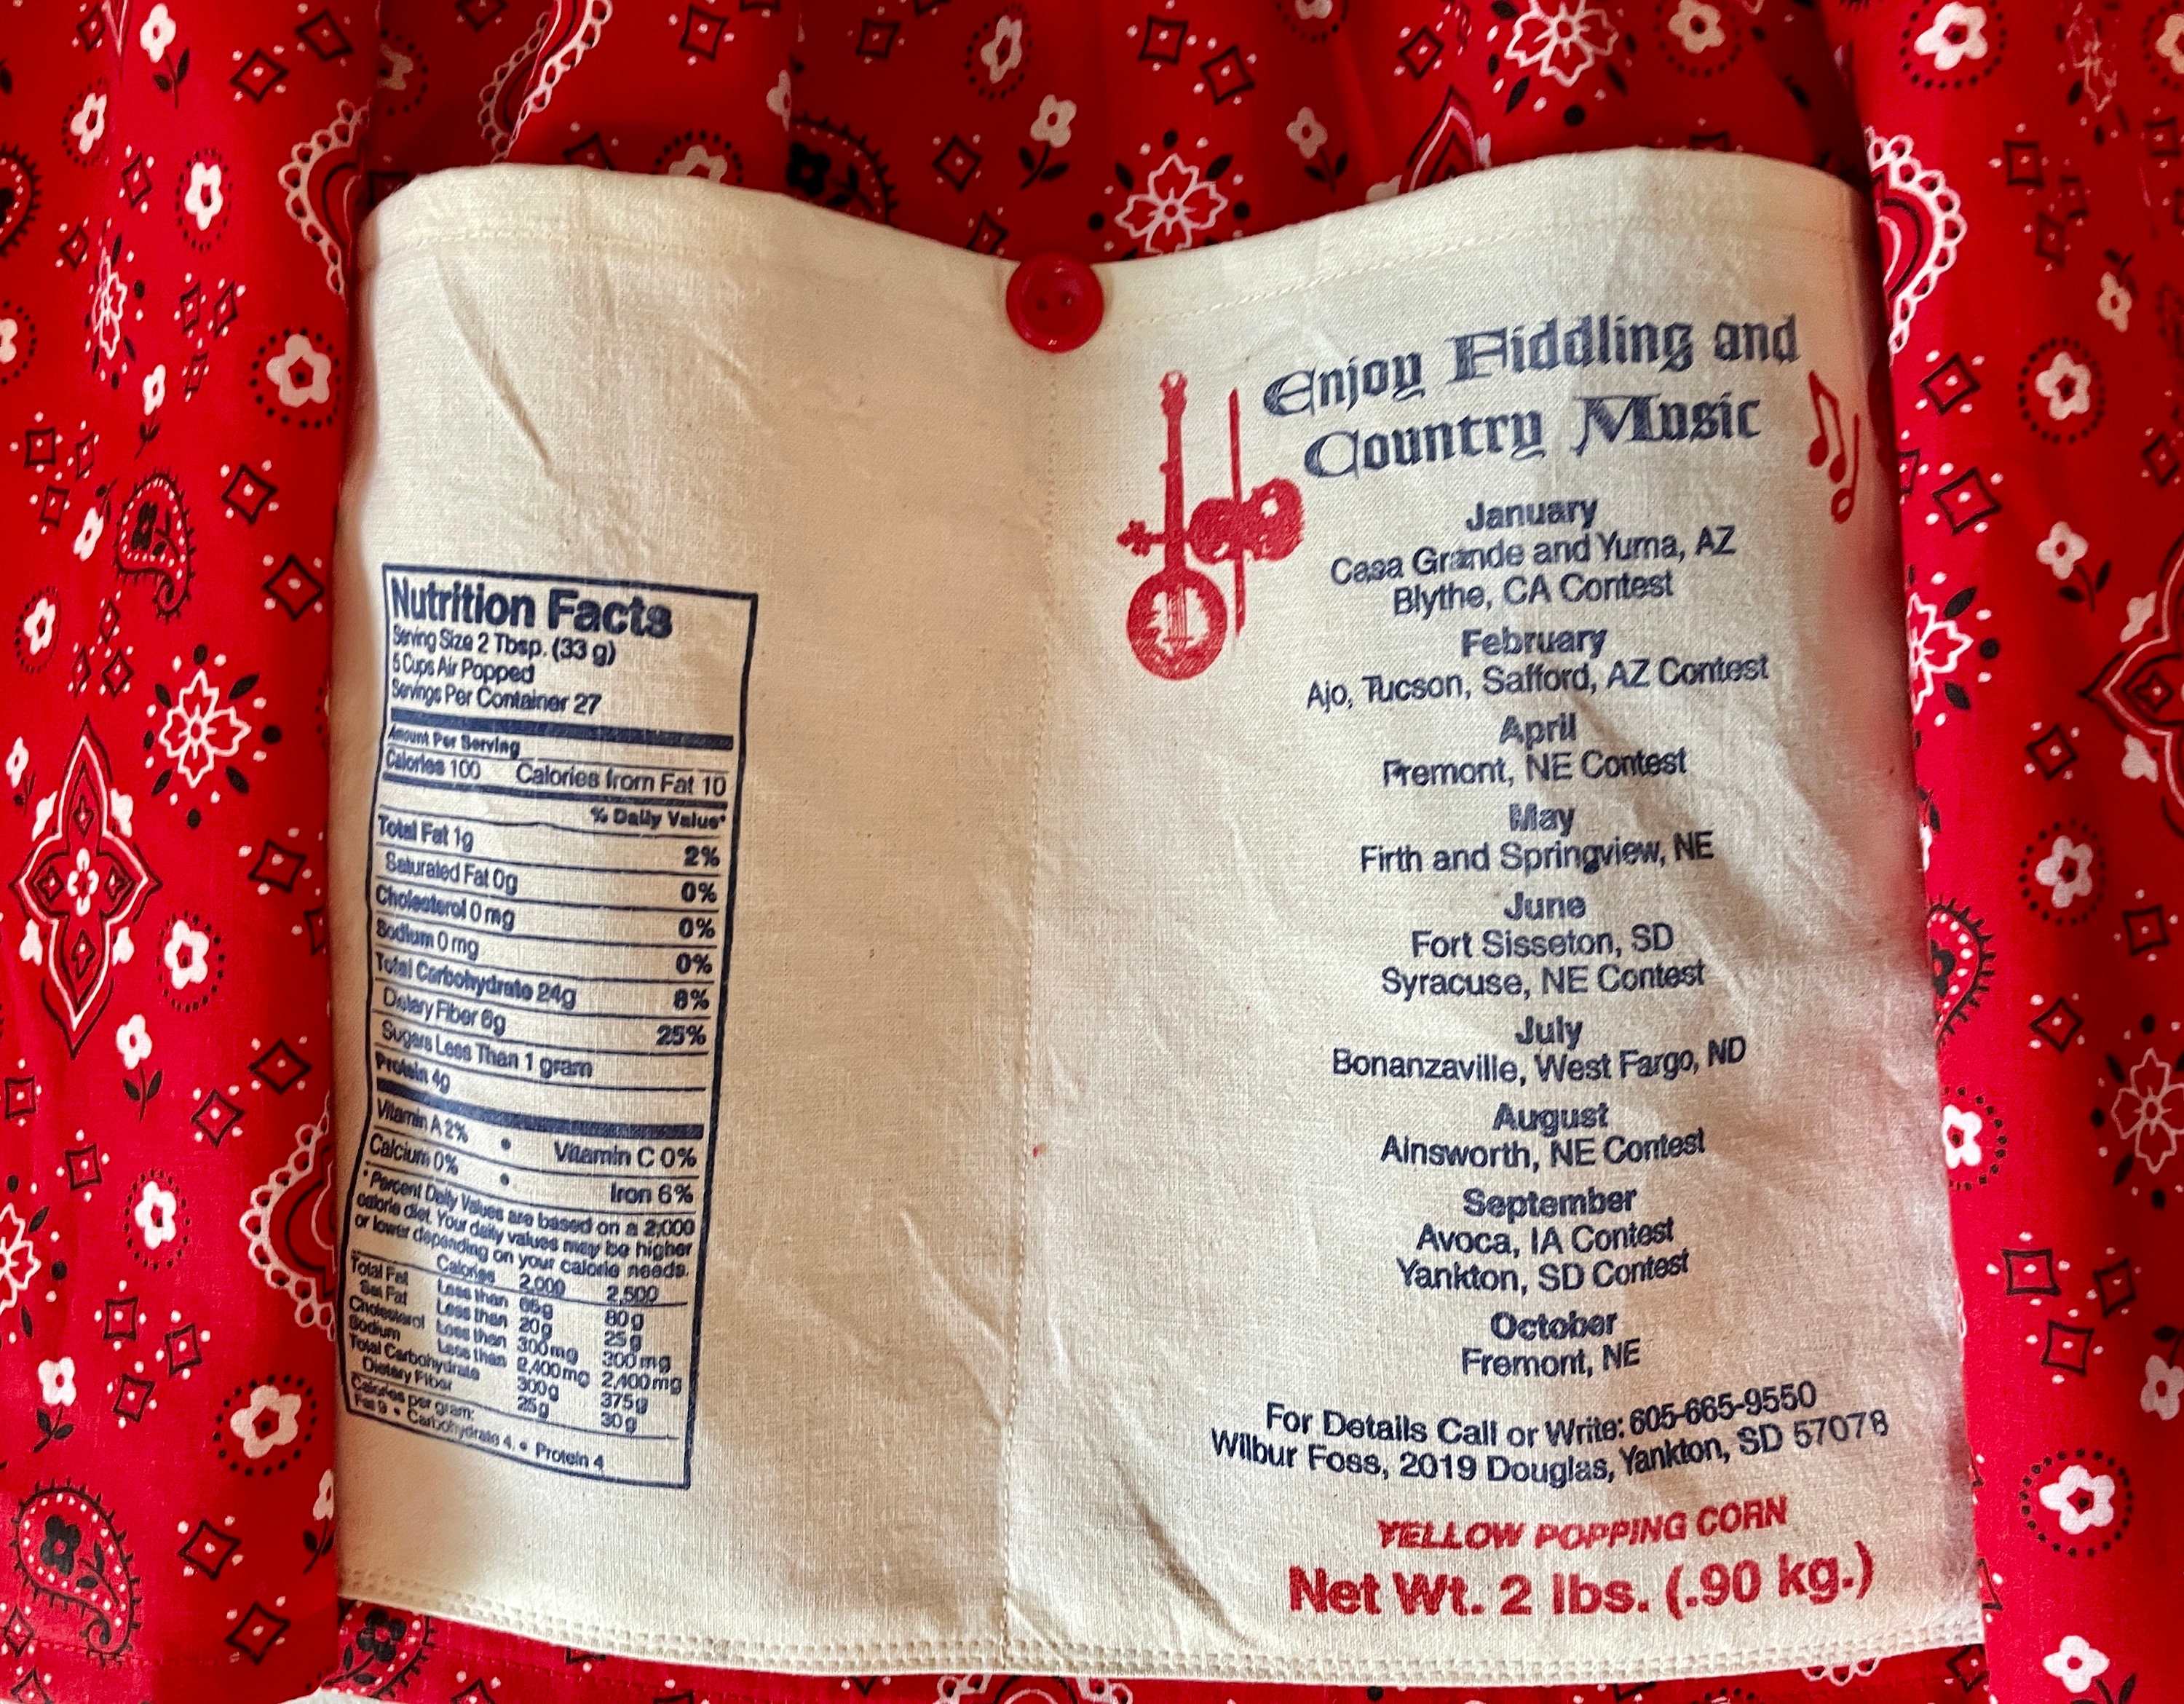 Nutrition Facts
Serving Size 2 Tbsp. (33 g)
5 Cups Air Popped
Servings Per Container 27
Amount Per Serving
Calories 100 Calories from Fat 10
% Daily Value*
Total Fat 1g 2%
Saturated Fat 0g 0%
Cholesterol 0 mg 0%
Sodium 0 mg 0%
Total Carbohydrate 24g 8%
Dietary Fiber 6g 25%
Sugars Less Than 1 gram
Protein 4g
Vitamin A 2% • Vitamin C 0%
Calcium 0% • Iron 6%
* Percent Daily Values are based on a 2,000
calorie diet. Your daily values may be higher
or lower depending on your calorie needs.
Calories 2,000 2,500
Total Fat Less than 65g 80g
Sat Fat Less than 20g 25g
Cholesterol Less than 300mg 300mg
Sodium Less than 2,400mg 2,400mg
Total Carbohydrate 300g 375g
Dietary Fiber 25g 30g
Calories per gram:
Fat 9 • Carbohydrate 4 • Protein 4
Enjoy Fiddling and
Country Music
January
Casa Grande and Yuma, AZ
Blythe, CA Contest
February
Ajo, Tucson, Safford, AZ Contest
April
Fremont, NE Contest
May
Firth and Springview, NE
June
Fort Sisseton, SD
Syracuse, NE Contest
July
Bonanzaville, West Fargo, ND
August
Ainsworth, NE Contest
September
Avoca, IA Contest
Yankton, SD Contest
October
Fremont, NE
For Details Call or Write: 605-665-9550
Wilbur Foss, 2019 Douglas, Yankton, SD 57078
YELLOW POPPING CORN
Net Wt. 2 lbs. (.90 kg.)